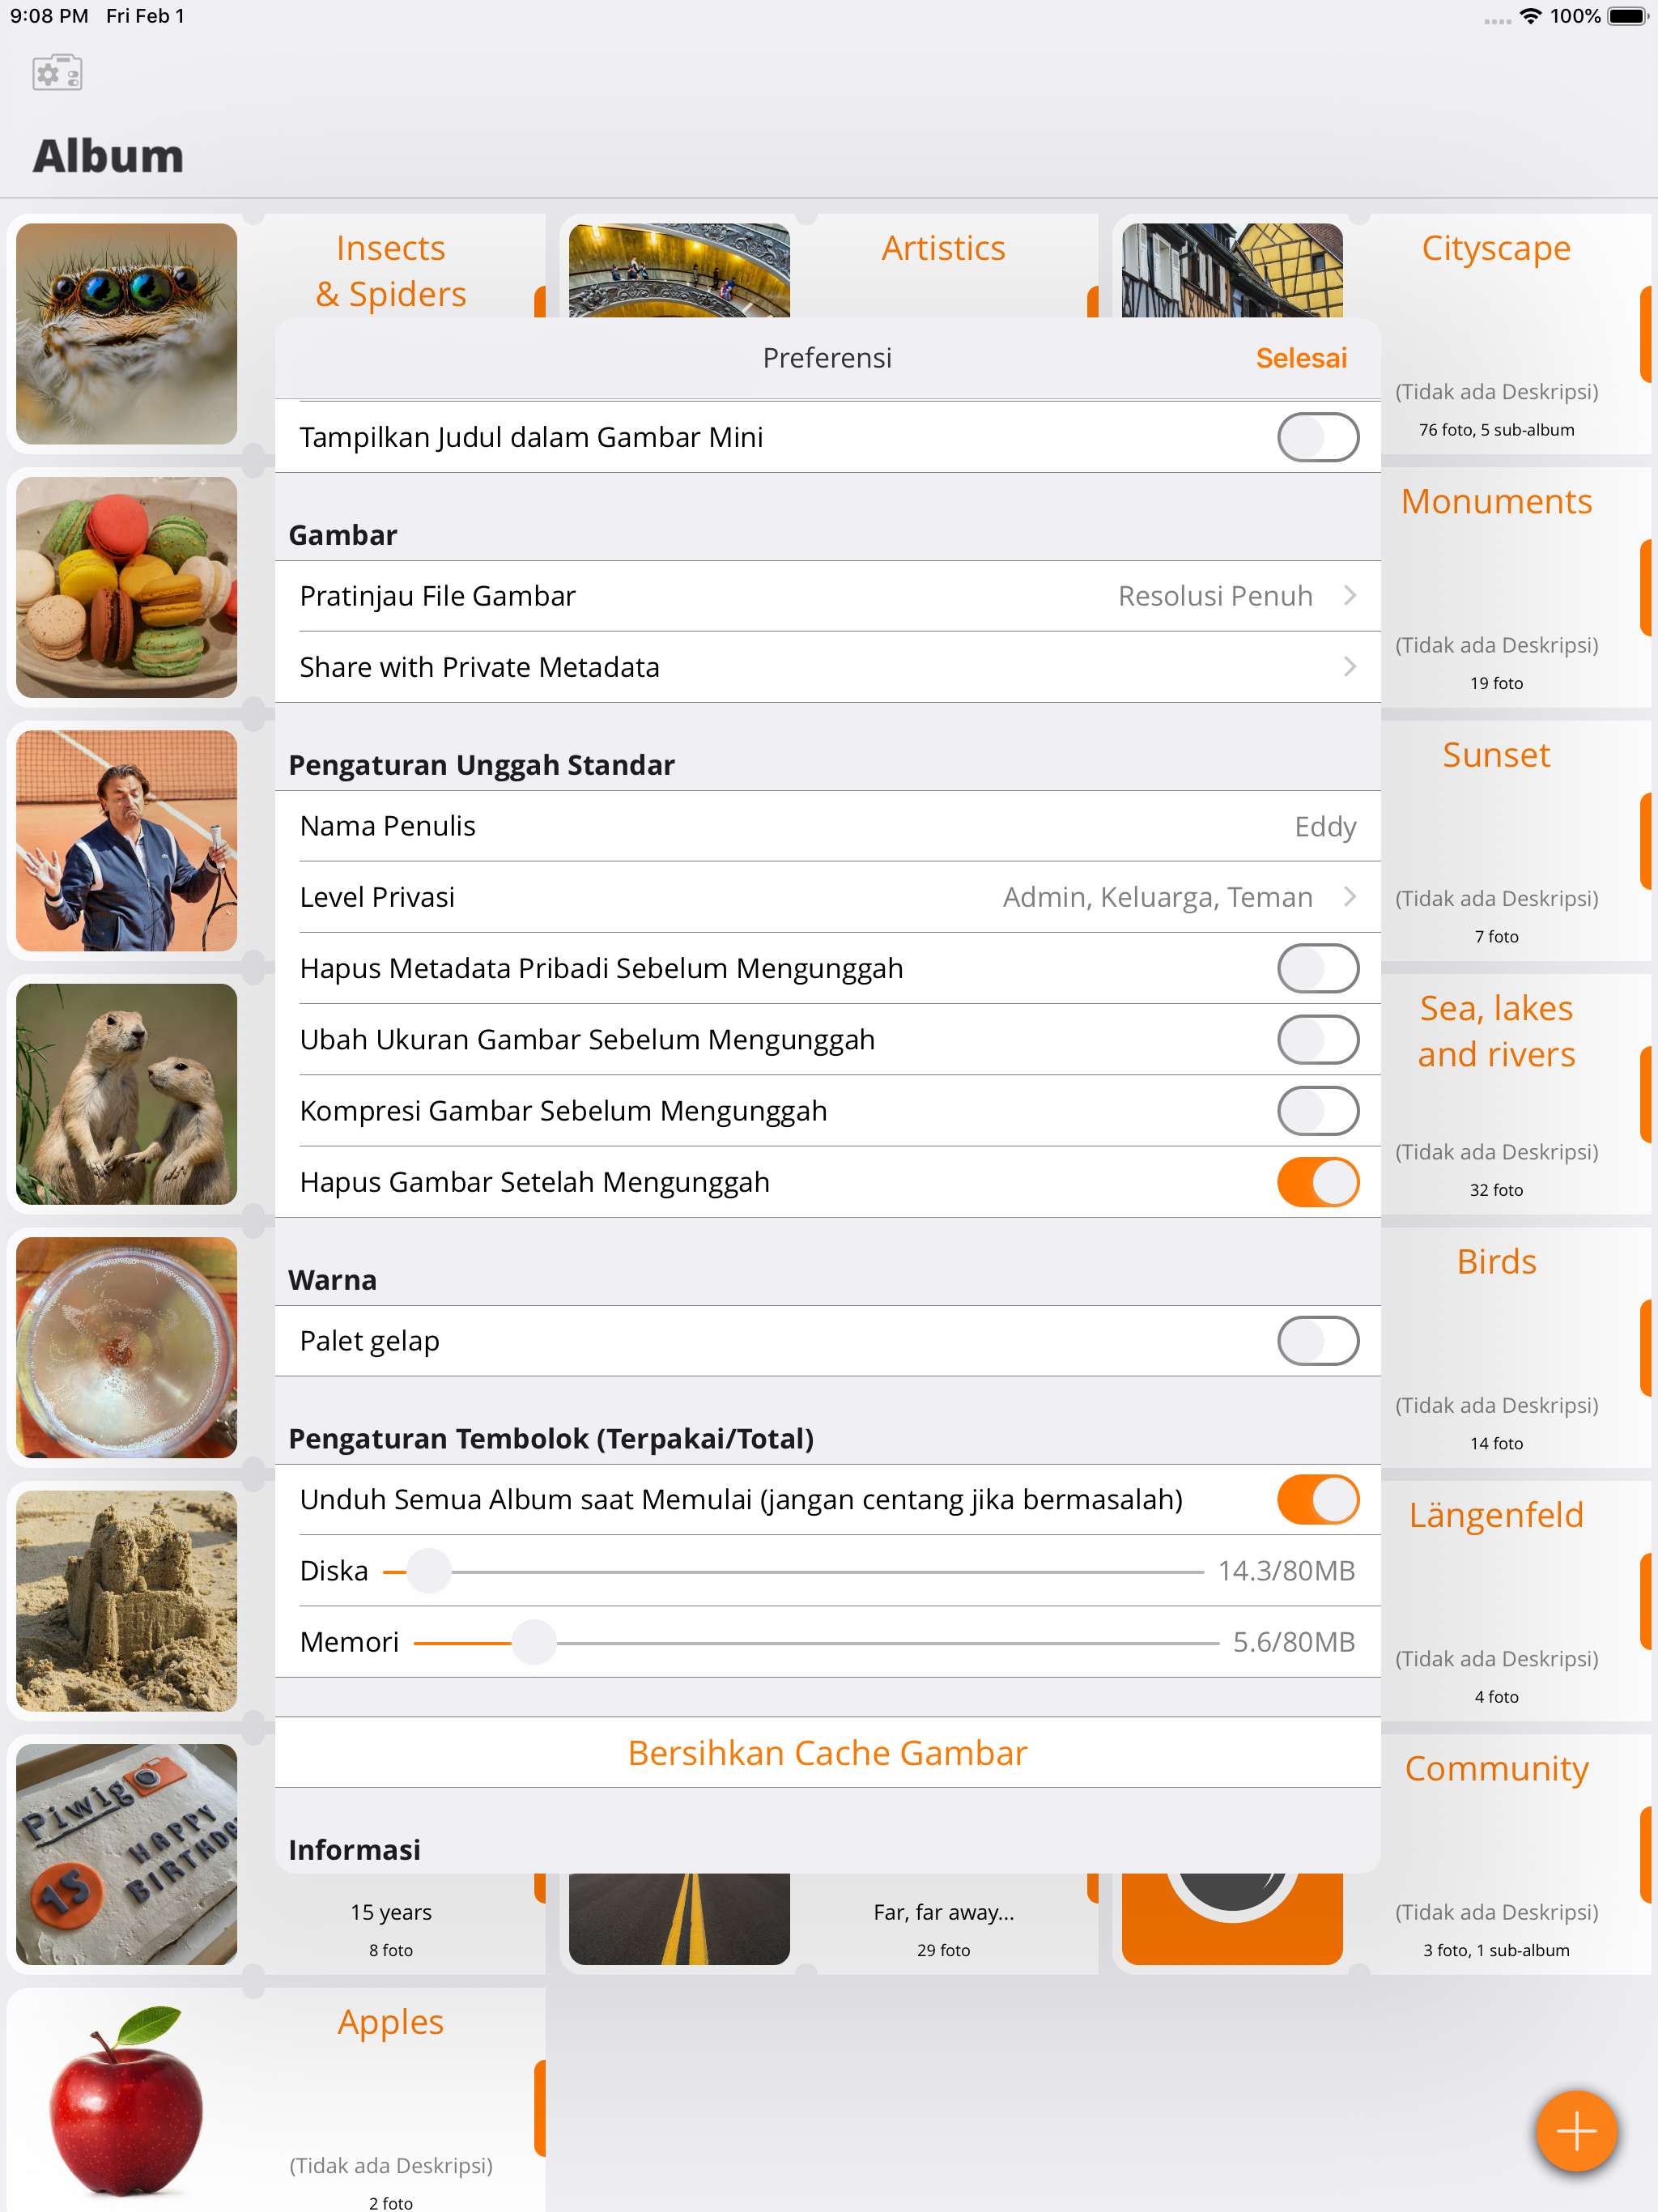 9:08 PM Fri Feb 1
100%
Album
Insects
& Spiders
Artistics
Cityscape
(Tidak ada Deskripsi)
76 foto, 5 sub-album
Preferensi
Selesai
Tampilkan Judul dalam Gambar Mini
Gambar
Pratinjau File Gambar
Resolusi Penuh
Share with Private Metadata
Pengaturan Unggah Standar
Nama Penulis
Eddy
Level Privasi
Admin, Keluarga, Teman
Hapus Metadata Pribadi Sebelum Mengunggah
Ubah Ukuran Gambar Sebelum Mengunggah
Kompresi Gambar Sebelum Mengunggah
Hapus Gambar Setelah Mengunggah
Warna
Palet gelap
Pengaturan Tembolok (Terpakai/Total)
Unduh Semua Album saat Memulai (jangan centang jika bermasalah)
Diska
14.3/80MB
Memori
5.6/80MB
Bersihkan Cache Gambar
Informasi
Monuments
(Tidak ada Deskripsi)
19 foto
Sunset
(Tidak ada Deskripsi)
7 foto
Sea, lakes
and rivers
(Tidak ada Deskripsi)
32 foto
Birds
(Tidak ada Deskripsi)
14 foto
Längenfeld
(Tidak ada Deskripsi)
4 foto
Piwigo
HAPPY
15
15 years
8 foto
Far, far away...
29 foto
Community
(Tidak ada Deskripsi)
3 foto, 1 sub-album
Apples
(Tidak ada Deskripsi)
2 foto